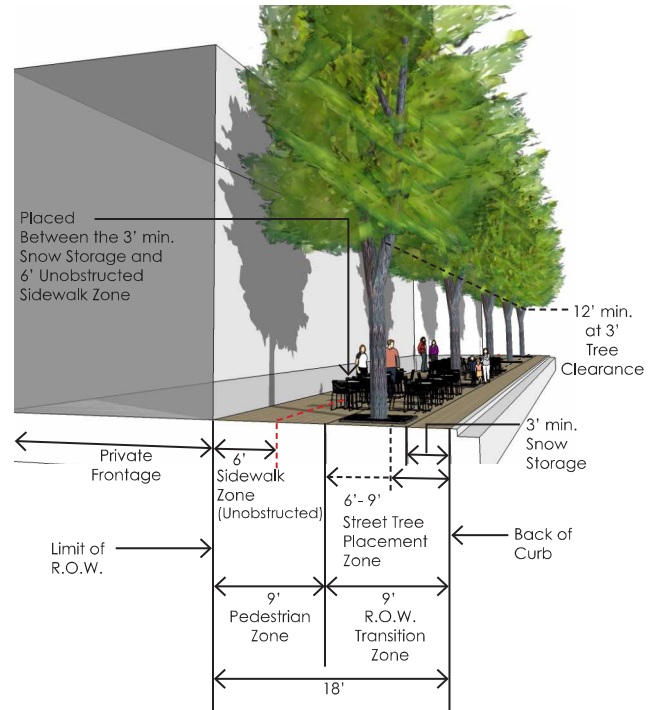 Placed
Between the 3’ min.
Snow Storage and
6’ Unobstructed
Sidewalk Zone
12’ min.
at 3’
Tree
Clearance
3’ min.
Snow
Storage
Private
Frontage
6’
Sidewalk
Zone
(Unobstructed)
6’- 9’
Street Tree
Placement
Zone
Limit of
R.O.W.
Back of
Curb
9’
Pedestrian
Zone
9’
R.O.W.
Transition
Zone
18’